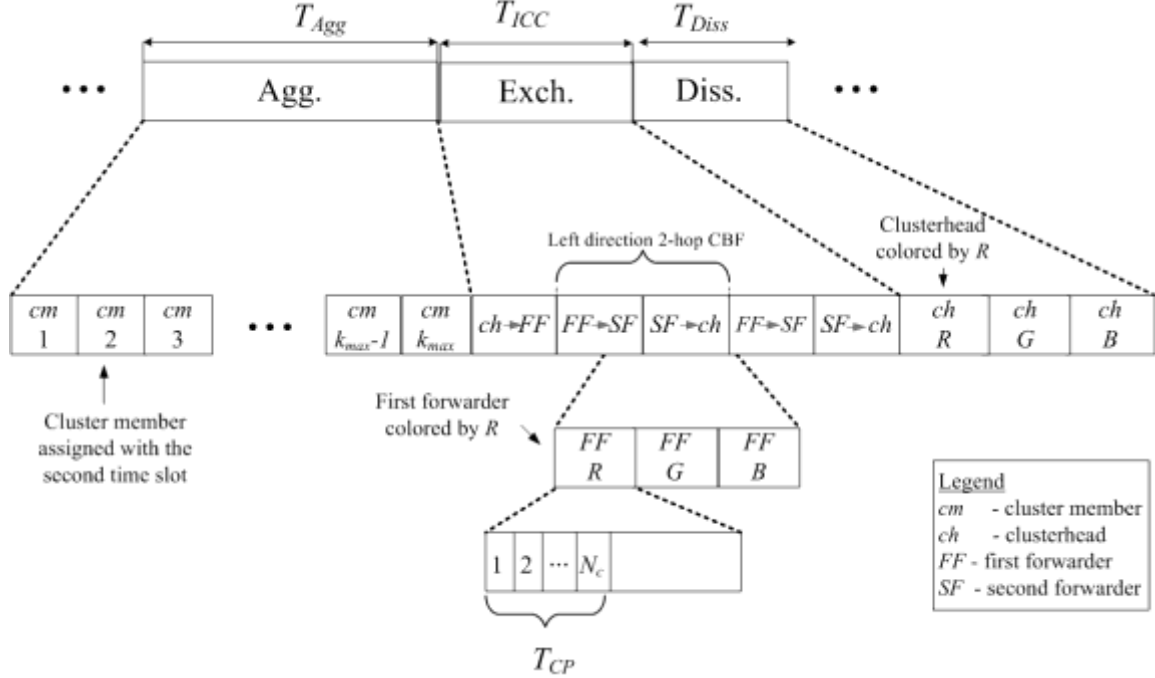 T_Agg T_ICC T_Diss
••• Agg. Exch. Diss. •••
Left direction 2-hop CBF
Clusterhead
colored by R
cm cm cm ••• cm cm ch→FF FF→SF SF→ch FF→SF SF→ch ch ch ch
1 2 3 k_max-1 k_max R G B
Cluster member
assigned with the
second time slot
First forwarder
colored by R
FF FF FF
R G B
1 2 ··· N_c
T_CP
Legend
cm - cluster member
ch - clusterhead
FF - first forwarder
SF - second forwarder